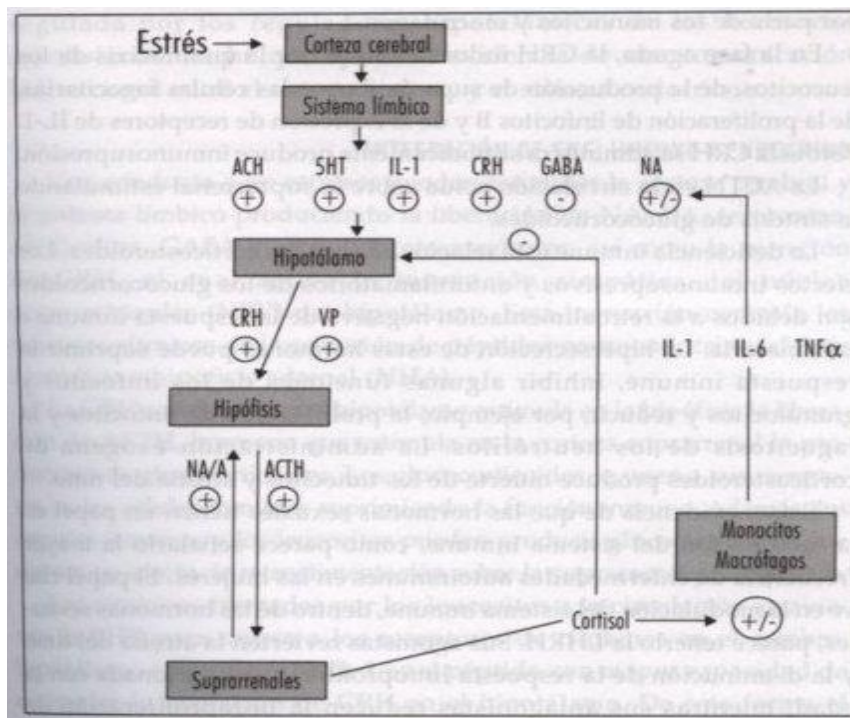 Estrés
Corteza cerebral
Sistema límbico
ACH 5HT IL-1 CRH GABA NA
+ + + + - +/-
-
Hipotálamo
CRH VP
+ +
IL-1 IL-6 TNFα
Hipófisis
NA/A ACTH
+ +
Monocitos
Macrófagos
Cortisol +/-
Suprarrenales